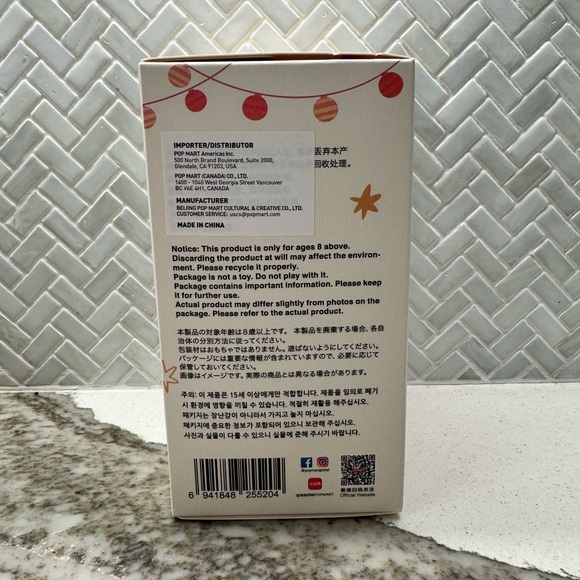 IMPORTER/DISTRIBUTOR
POP MART Americas Inc.
500 North Brand Boulevard, Suite 2000,
Glendale, CA 91203, USA
POP MART (CANADA) CO., LTD.
1400 - 1040 West Georgia Street Vancouver
BC V6E 4H1, CANADA
MANUFACTURER
BEIJING POP MART CULTURAL & CREATIVE CO., LTD.
CUSTOMER SERVICE: uscs@popmart.com
MADE IN CHINA
丢弃本产
回收处理。
Notice: This product is only for ages 8 above.
Discarding the product at will may affect the environ-
ment. Please recycle it properly.
Package is not a toy. Do not play with it.
Package contains important information. Please keep
it for further use.
Actual product may differ slightly from photos on the
package. Please refer to the actual product.
本製品の対象年齢は8歳以上です。 本製品を廃棄する場合、各自
治体の分別方法に従ってください。
包装材はおもちゃではありません。遊ばないようにしてください。
パッケージには重要な情報が含まれていますので、必要に応じて
保管しておいてください。
画像はイメージです。実際の商品とは異なる場合があります。
주의: 이 제품은 15세 이상에게만 적합합니다. 제품을 임의로 폐기
시 환경에 영향을 끼칠 수 있습니다. 적절히 재활용 해주십시오.
패키지는 장난감이 아니라서 가지고 놀지 마십시오.
패키지에 중요한 정보가 포함되어 있으니 보관해 주십시오.
사진과 실물이 다를 수 있으니 실물에 준해 주시기 바랍니다.
@popmartglobal
小红书
POPMART
Official Website
6 941848 255204